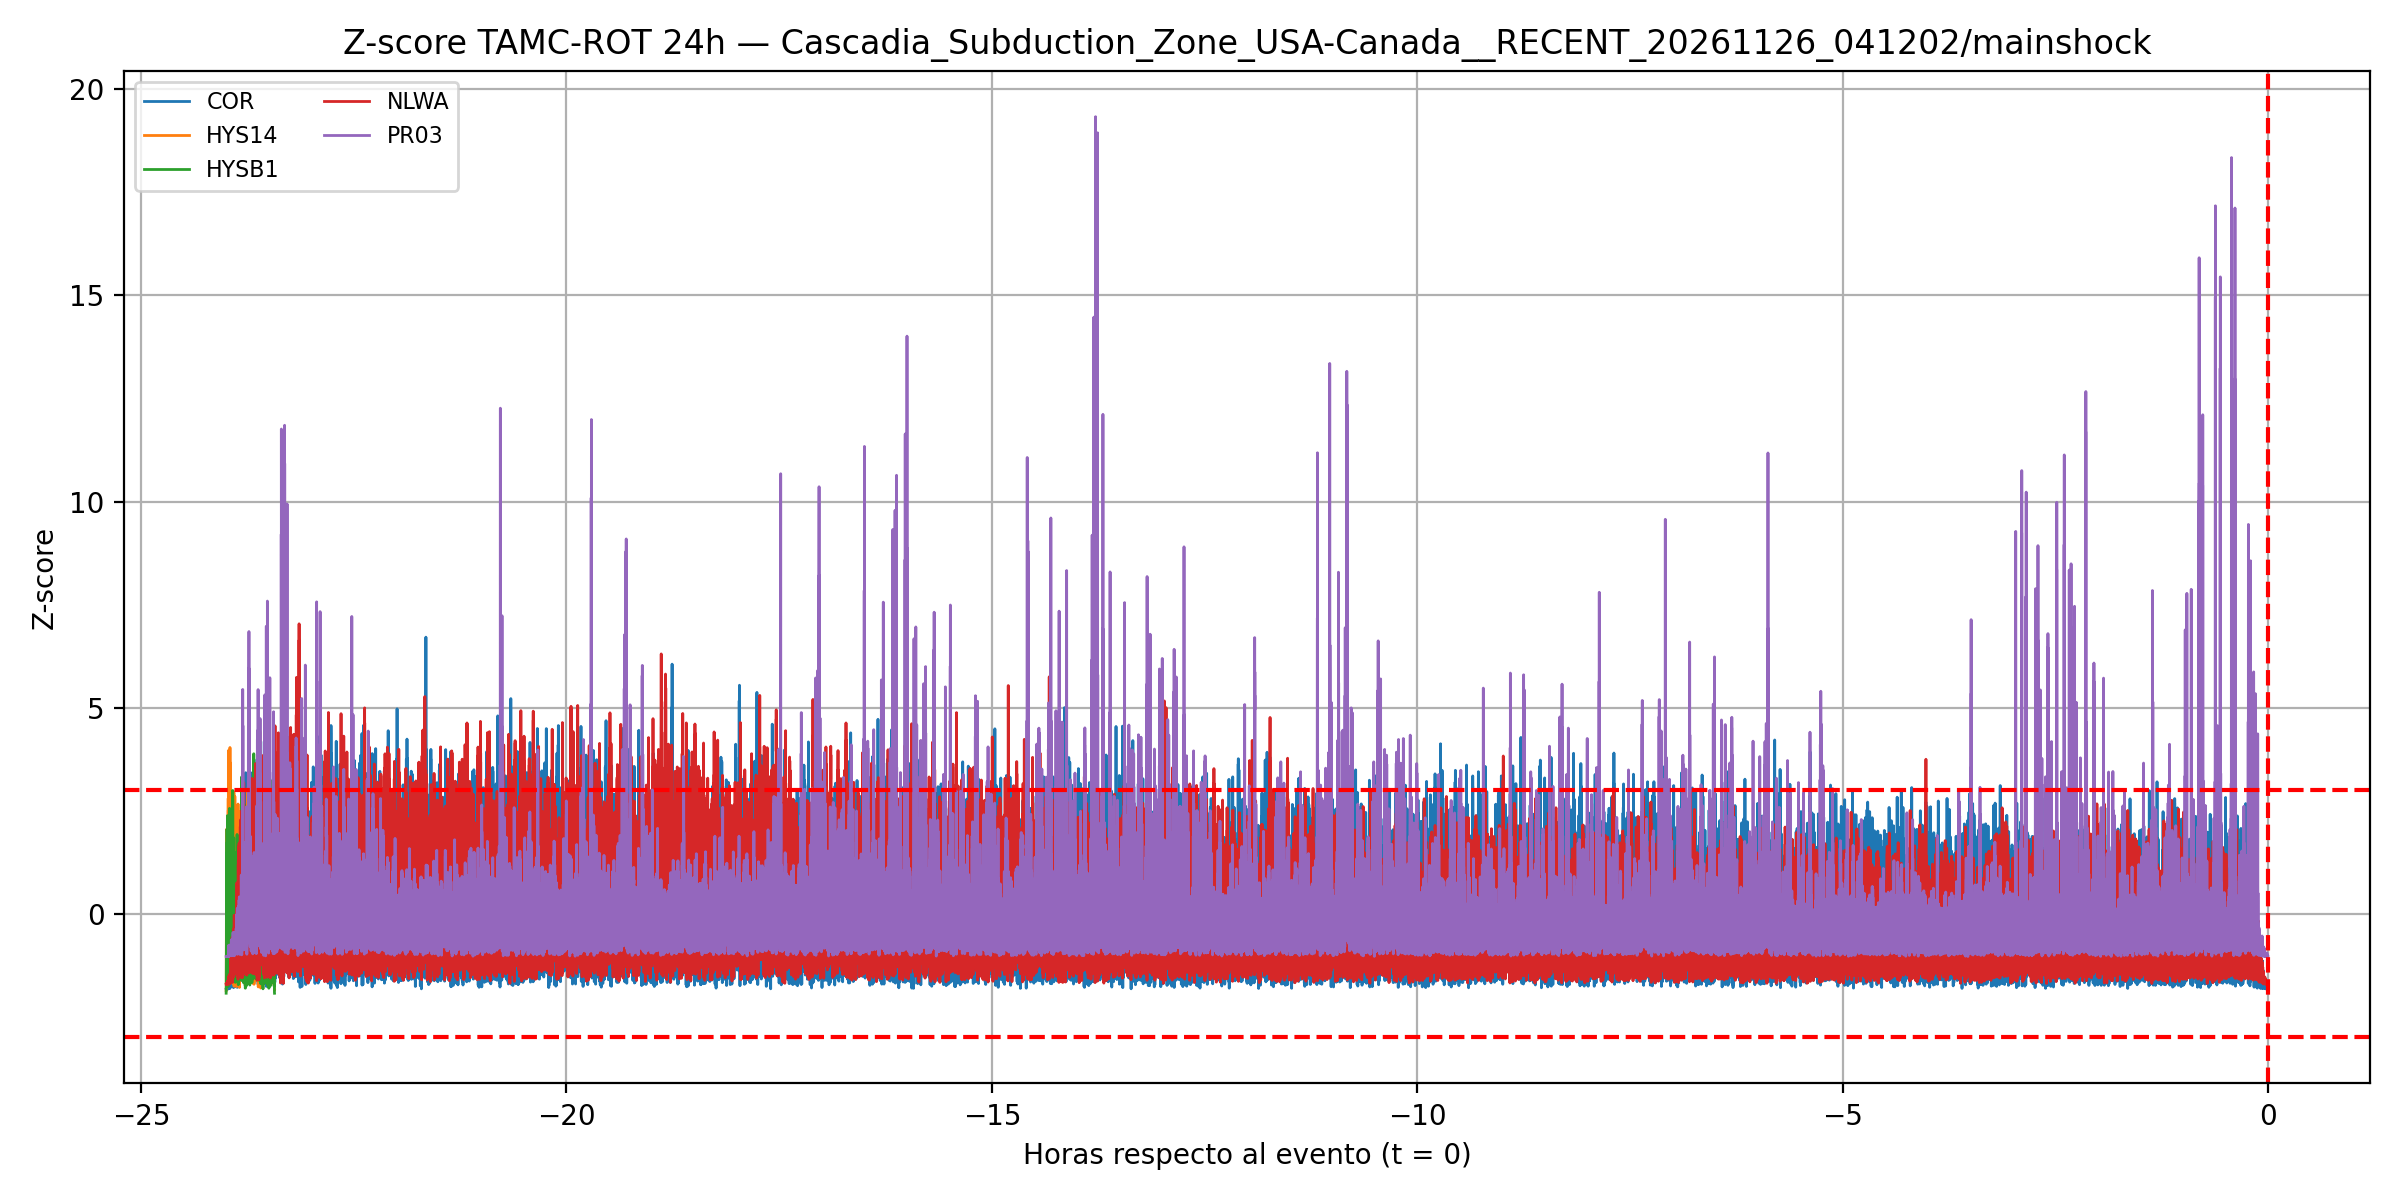 Z-score TAMC-ROT 24h — Cascadia_Subduction_Zone_USA-Canada__RECENT_20261126_041202/mainshock
COR
HYS14
HYSB1
NLWA
PR03
Z-score
20
15
10
5
0
−25
−20
−15
−10
−5
0
Horas respecto al evento (t = 0)